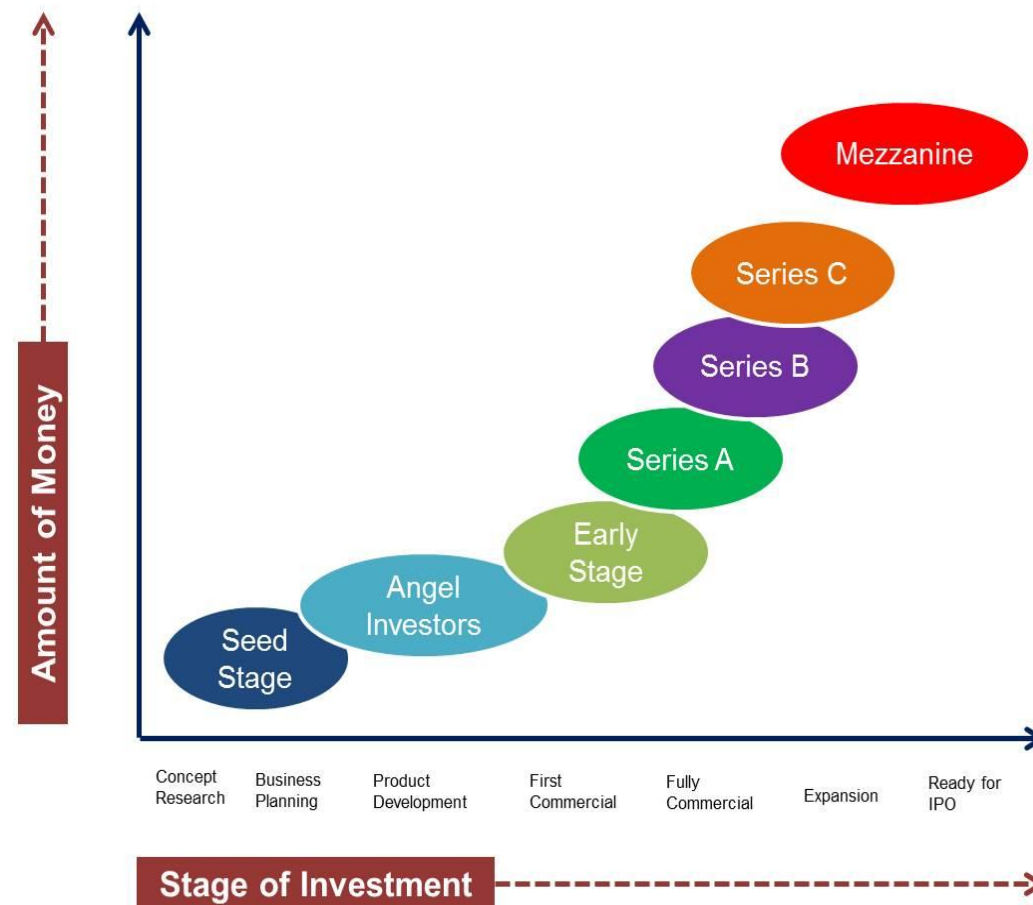 Mezzanine
Series C
Series B
Series A
Early
Stage
Angel
Investors
Seed
Stage
Amount of Money
Concept
Research
Business
Planning
Product
Development
First
Commercial
Fully
Commercial
Expansion
Ready for
IPO
Stage of Investment